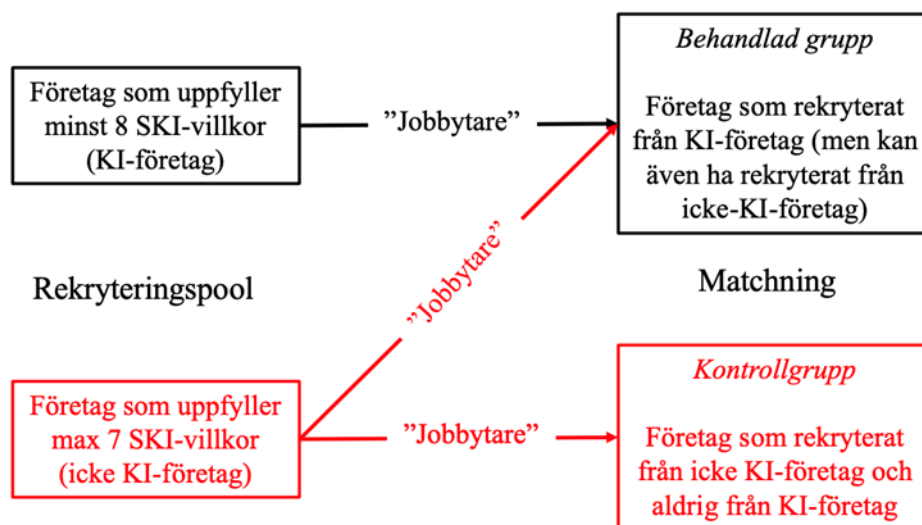 Företag som uppfyller
minst 8 SKI-villkor
(KI-företag)
”Jobbytare”
Behandlad grupp
Företag som rekryterat
från KI-företag (men kan
även ha rekryterat från
icke-KI-företag)
”Jobbytare”
Rekryteringspool
Matchning
Företag som uppfyller
max 7 SKI-villkor
(icke KI-företag)
”Jobbytare”
Kontrollgrupp
Företag som rekryterat
från icke KI-företag och
aldrig från KI-företag